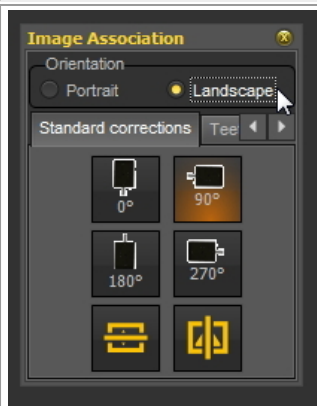 Image Association
Orientation
Portrait Landscape
Standard corrections Tee
0° 90°
180° 270°